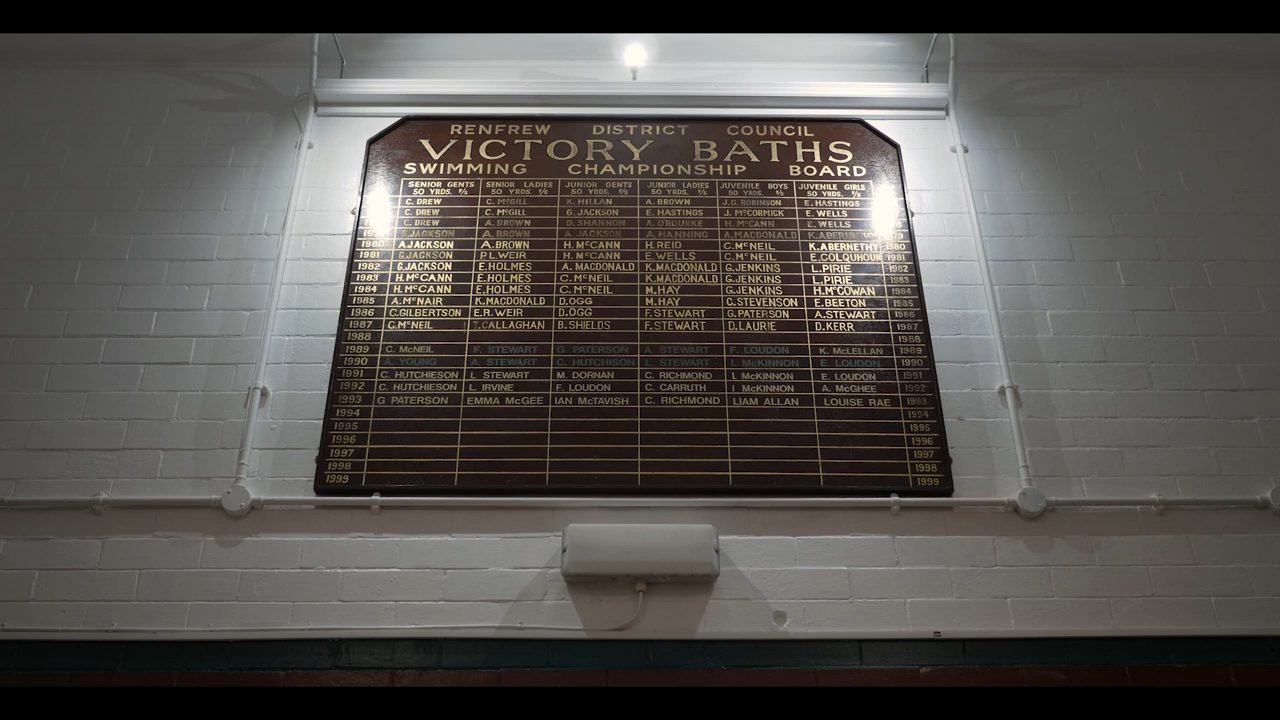 RENFREW DISTRICT COUNCIL
VICTORY BATHS
SWIMMING CHAMPIONSHIP BOARD
SENIOR GENTS SENIOR LADIES JUNIOR GENTS JUNIOR LADIES JUVENILE BOYS JUVENILE GIRLS
50 YRDS. F/S 50 YRDS. F/S 50 YRDS. F/S 50 YRDS. F/S 50 YRDS. F/S 50 YRDS. F/S
C. DREW C. McGILL K. HILLAN A. BROWN J.G. ROBINSON E. HASTINGS
C. DREW C. McGILL G. JACKSON E. HASTINGS J. McCORMICK E. WELLS
C. DREW A. BROWN D. SHANNON A. O'ROURKE H. McCANN E. WELLS
JACKSON A. BROWN A. JACKSON A. MANNING A. MACDONALD
1980 A. JACKSON A. BROWN H. McCANN H. REID C. McNEIL K. ABERNETHY 1980
1981 G. JACKSON P.L. WEIR H. McCANN E. WELLS C. McNEIL E. COLQUHOUN 1981
1982 G. JACKSON E. HOLMES A. MACDONALD K. MACDONALD G. JENKINS L. PIRIE 1982
1983 H. McCANN E. HOLMES C. McNEIL K. MACDONALD G. JENKINS L. PIRIE 1983
1984 H. McCANN E. HOLMES C. McNEIL M. HAY G. JENKINS H. McGOWAN 1984
1985 A. McNAIR K. MACDONALD D. OGG M. HAY G. STEVENSON E. BEETON 1985
1986 C. GILBERTSON E.R. WEIR D. OGG F. STEWART G. PATERSON A. STEWART 1986
1987 C. McNEIL T. CALLAGHAN B. SHIELDS F. STEWART D. LAURIE D. KERR 1987
1988 1988
1989 C. McNEIL F. STEWART G. PATERSON A. STEWART F. LOUDON K. McLELLAN 1989
1990 A. YOUNG A. STEWART C. HUTCHISON L. STEWART I. McKINNON E. LOUDON 1990
1991 C. HUTCHIESON L STEWART M. DORNAN C. RICHMOND I. McKINNON E. LOUDON 1991
1992 C. HUTCHIESON L. IRVINE F. LOUDON C. CARRUTH I McKINNON A. McGHEE 1992
1993 G PATERSON EMMA McGEE IAN McTAVISH C. RICHMOND LIAM ALLAN LOUISE RAE 1993
1994 1994
1995 1995
1996 1996
1997 1997
1998 1998
1999 1999